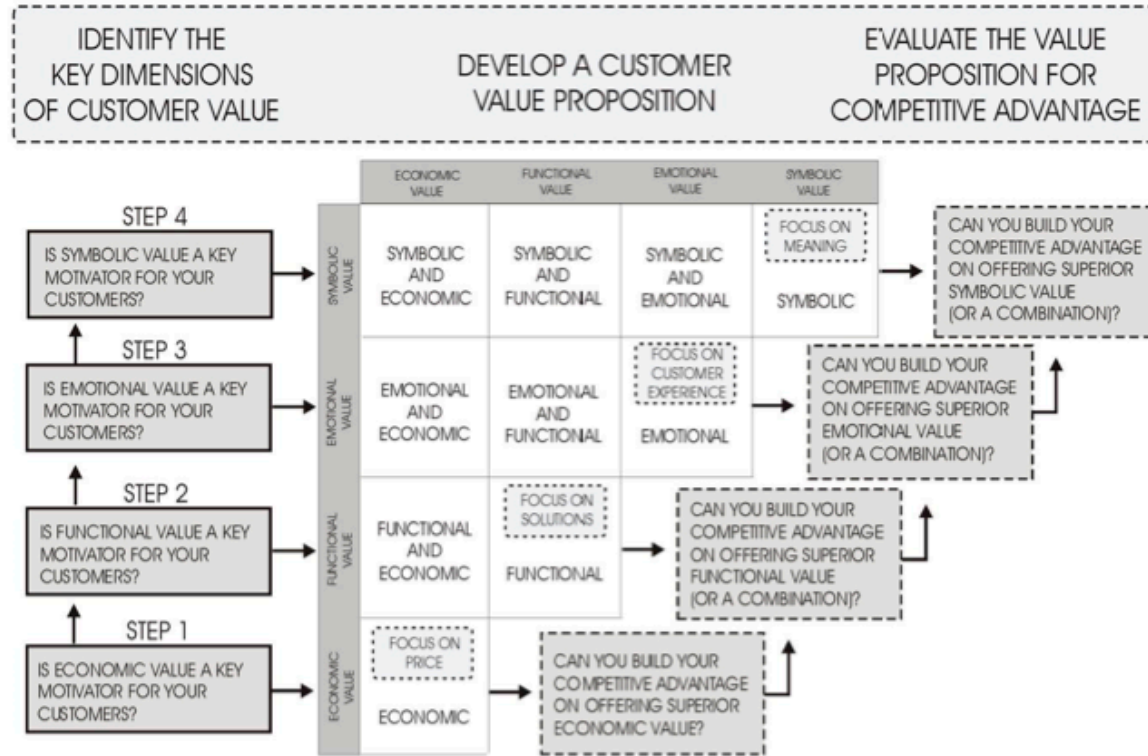 IDENTIFY THE
KEY DIMENSIONS
OF CUSTOMER VALUE
DEVELOP A CUSTOMER
VALUE PROPOSITION
EVALUATE THE VALUE
PROPOSITION FOR
COMPETITIVE ADVANTAGE
ECONOMIC
VALUE
FUNCTIONAL
VALUE
EMOTIONAL
VALUE
SYMBOLIC
VALUE
STEP 4
IS SYMBOLIC VALUE A KEY
MOTIVATOR FOR YOUR
CUSTOMERS?
SYMBOLIC
VALUE
SYMBOLIC
AND
ECONOMIC
SYMBOLIC
AND
FUNCTIONAL
SYMBOLIC
AND
EMOTIONAL
FOCUS ON
MEANING
SYMBOLIC
CAN YOU BUILD YOUR
COMPETITIVE ADVANTAGE
ON OFFERING SUPERIOR
SYMBOLIC VALUE
(OR A COMBINATION)?
STEP 3
IS EMOTIONAL VALUE A KEY
MOTIVATOR FOR YOUR
CUSTOMERS?
EMOTIONAL
VALUE
EMOTIONAL
AND
ECONOMIC
EMOTIONAL
AND
FUNCTIONIAL
FOCUS ON
CUSTOMER
EXPERIENCE
EMOTIONAL
CAN YOU BUILD YOUR
COMPETITIVE ADVANTAGE
ON OFFERING SUPERIOR
EMOTIONAL VALUE
(OR A COMBINATION)?
STEP 2
IS FUNCTIONAL VALUE A KEY
MOTIVATOR FOR YOUR
CUSTOMERS?
FUNCTIONAL
VALUE
FUNCTIONAL
AND
ECONOMIC
FOCUS ON
SOLUTIONS
FUNCTIONAL
CAN YOU BUILD YOUR
COMPETITIVE ADVANTAGE
ON OFFERING SUPERIOR
FUNCTIONAL VALUE
(OR A COMBINATION)?
STEP 1
IS ECONOMIC VALUE A KEY
MOTIVATOR FOR YOUR
CUSTOMERS?
ECONOMIC
VALUE
FOCUS ON
PRICE
ECONOMIC
CAN YOU BUILD YOUR
COMPETITIVE ADVANTAGE
ON OFFERING SUPERIOR
ECONOMIC VALUE?